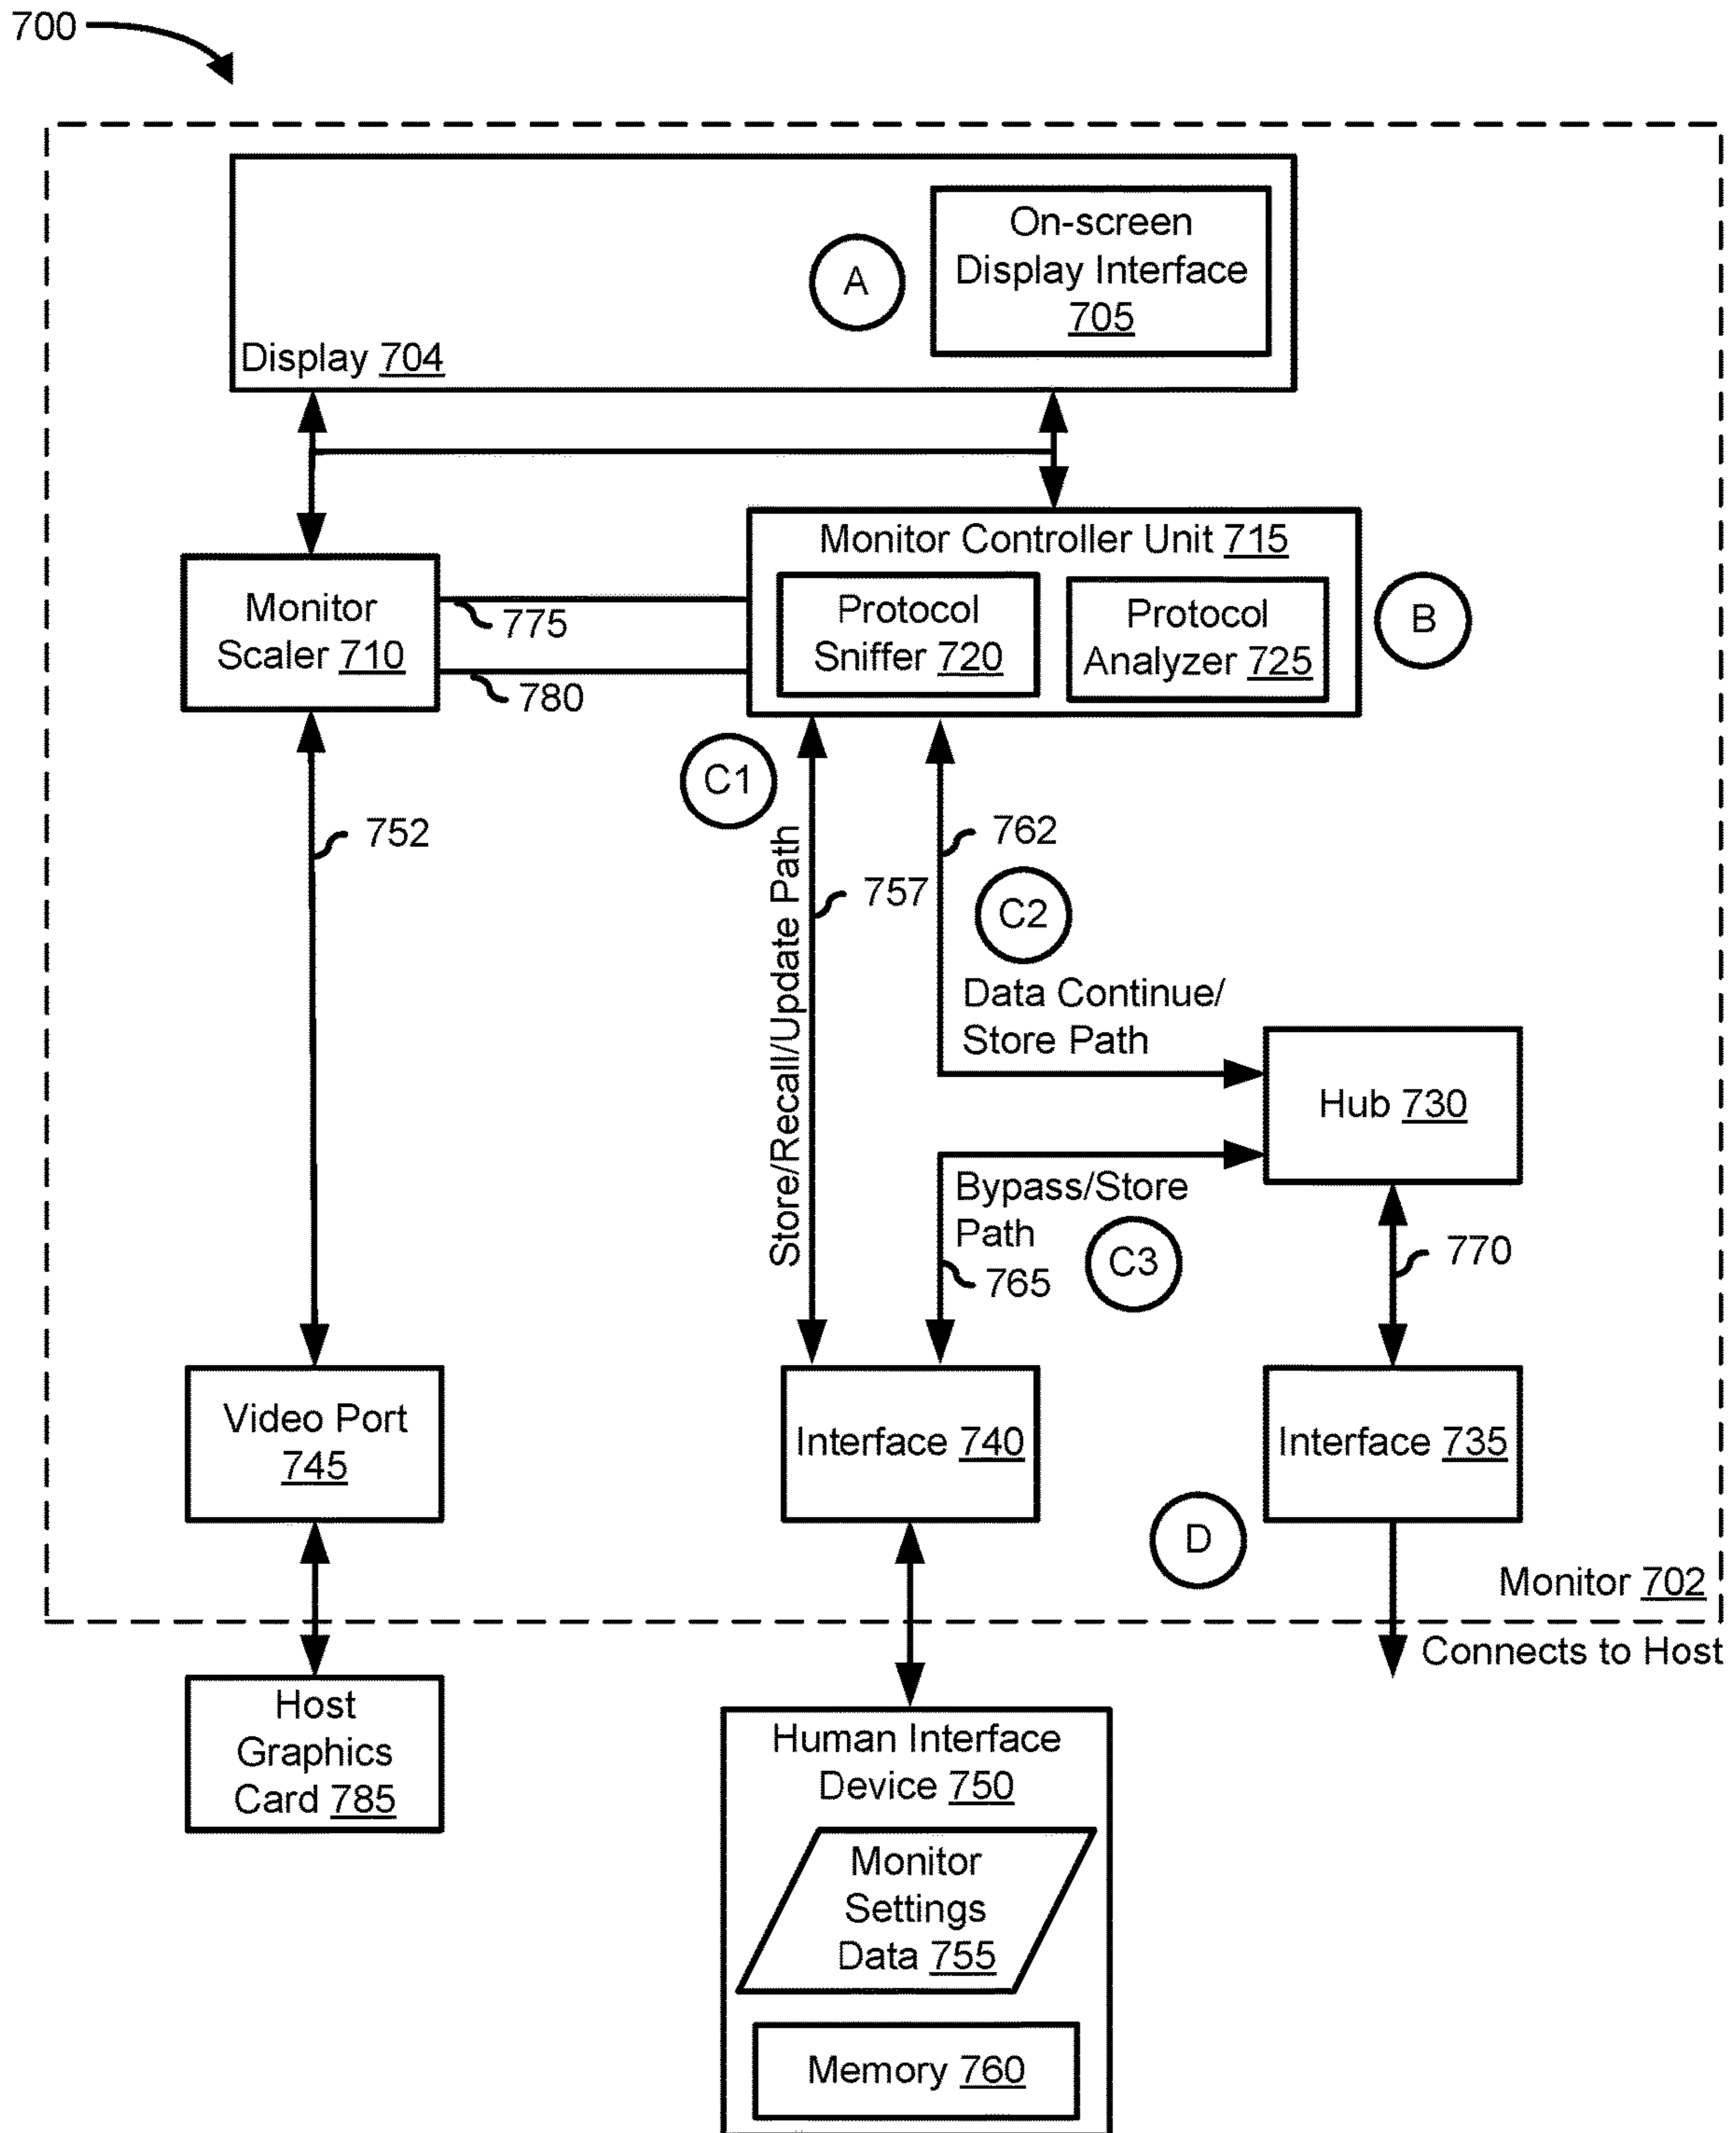 700
On-screen
Display Interface
705
A
Display 704
Monitor Controller Unit 715
Monitor
Scaler 710
775
780
Protocol
Sniffer 720
Protocol
Analyzer 725
B
C1
752
762
757
C2
Store/Recall/Update Path
Data Continue/
Store Path
Hub 730
Bypass/Store
Path
765
C3
770
Video Port
745
Interface 740
Interface 735
D
Monitor 702
Connects to Host
Host
Graphics
Card 785
Human Interface
Device 750
Monitor
Settings
Data 755
Memory 760